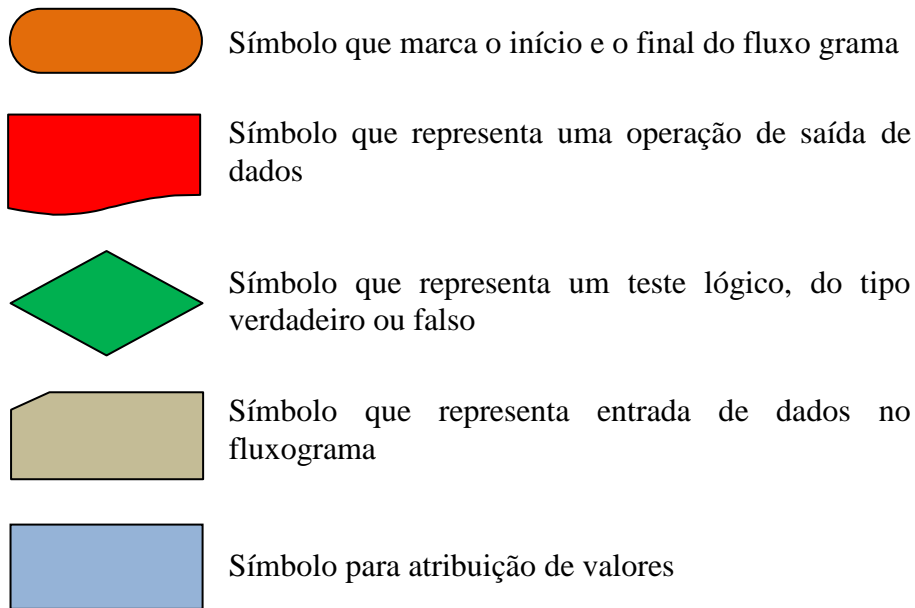 Símbolo que marca o início e o final do fluxo grama
Símbolo que representa uma operação de saída de
dados
Símbolo que representa um teste lógico, do tipo
verdadeiro ou falso
Símbolo que representa entrada de dados no
fluxograma
Símbolo para atribuição de valores